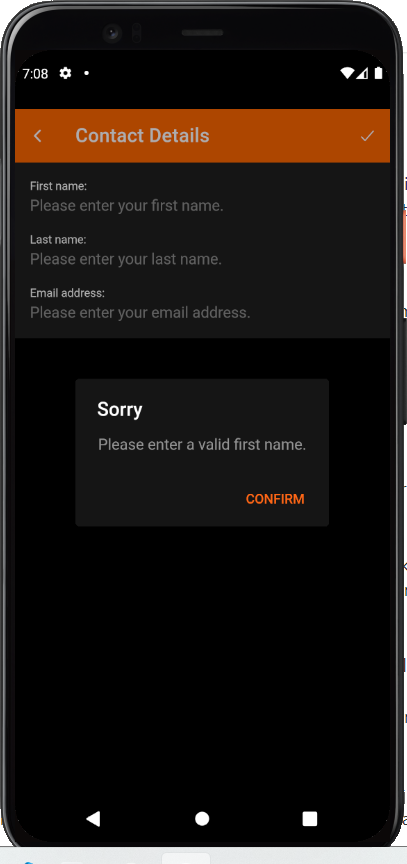 7:08
Contact Details
First name:
Please enter your first name.
Last name:
Please enter your last name.
Email address:
Please enter your email address.
Sorry
Please enter a valid first name.
CONFIRM